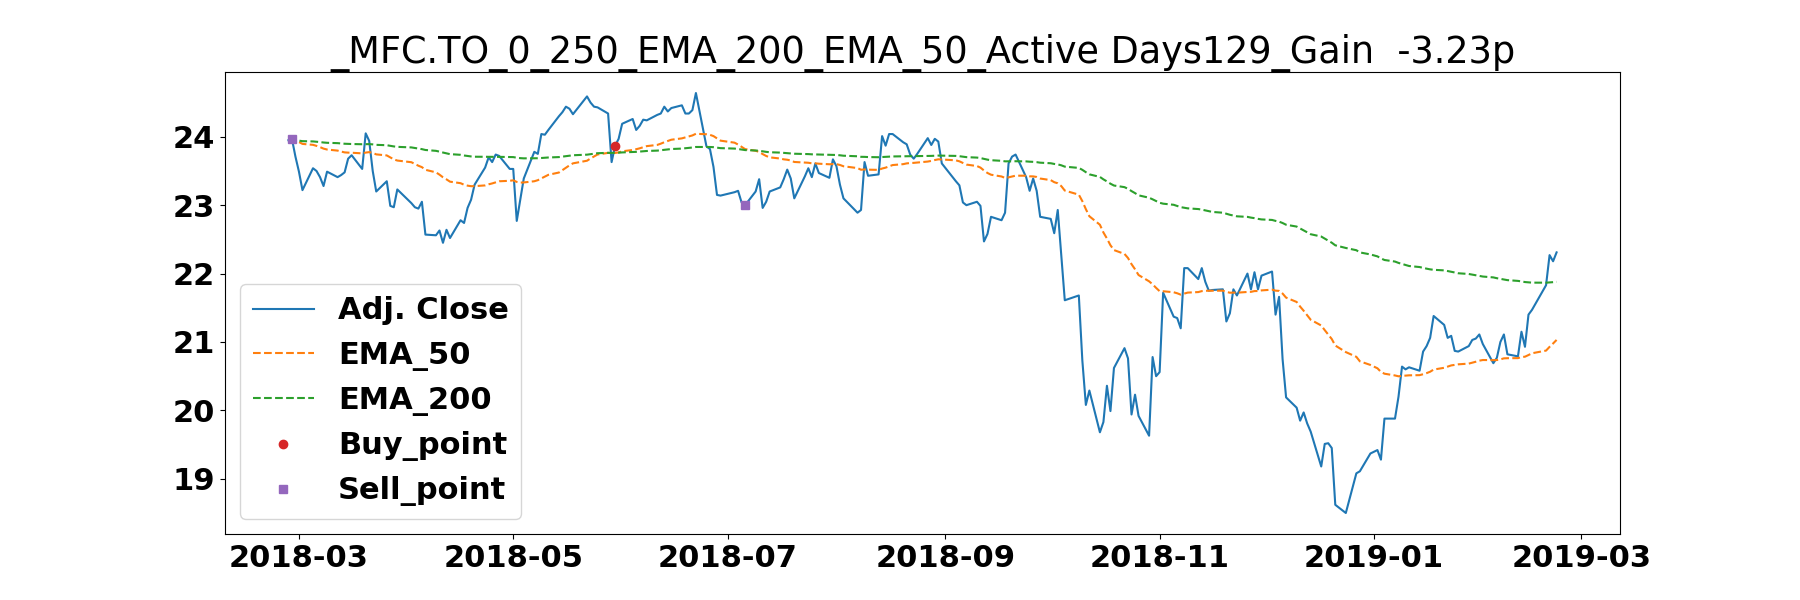 _MFC.TO_0_250_EMA_200_EMA_50_Active Days129_Gain  -3.23p
24
23
22
21
20
19
Adj. Close
EMA_50
EMA_200
Buy_point
Sell_point
2018-03 2018-05 2018-07 2018-09 2018-11 2019-01 2019-03